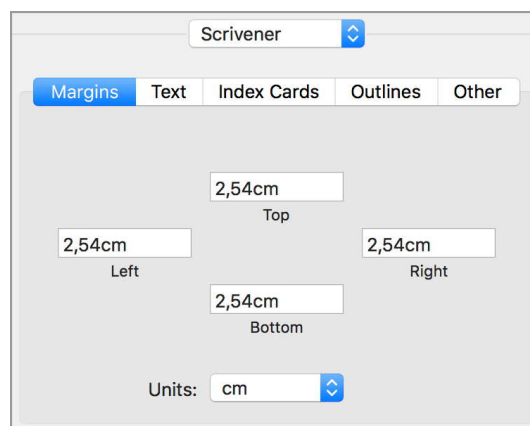 Scrivener
Margins Text Index Cards Outlines Other
2,54cm
Top
2,54cm 2,54cm
Left Right
2,54cm
Bottom
Units: cm